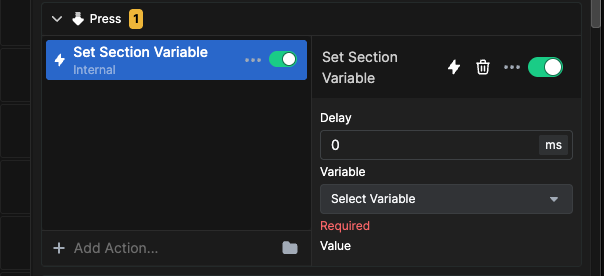 Press 1
Set Section Variable
Internal
Add Action...
Set Section
Variable
Delay
0 ms
Variable
Select Variable
Required
Value